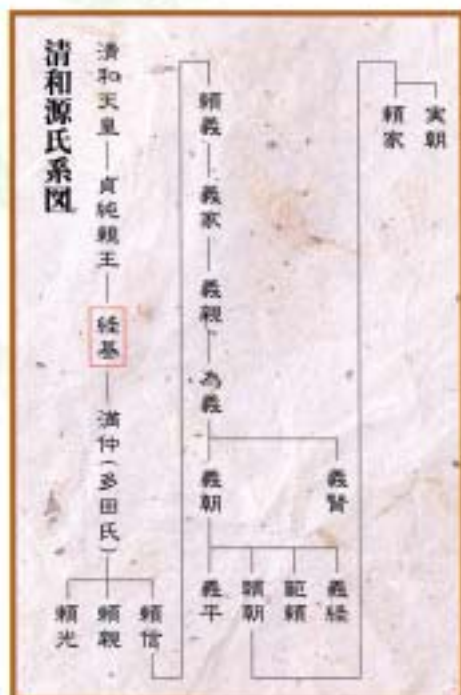 清和源氏系図
清和天皇―貞純親王―経基―満仲(多田氏)
頼光
頼親
頼信
頼義―義家―義親―為義
義朝
義賢
義平
頼朝
範頼
義経
頼家
実朝